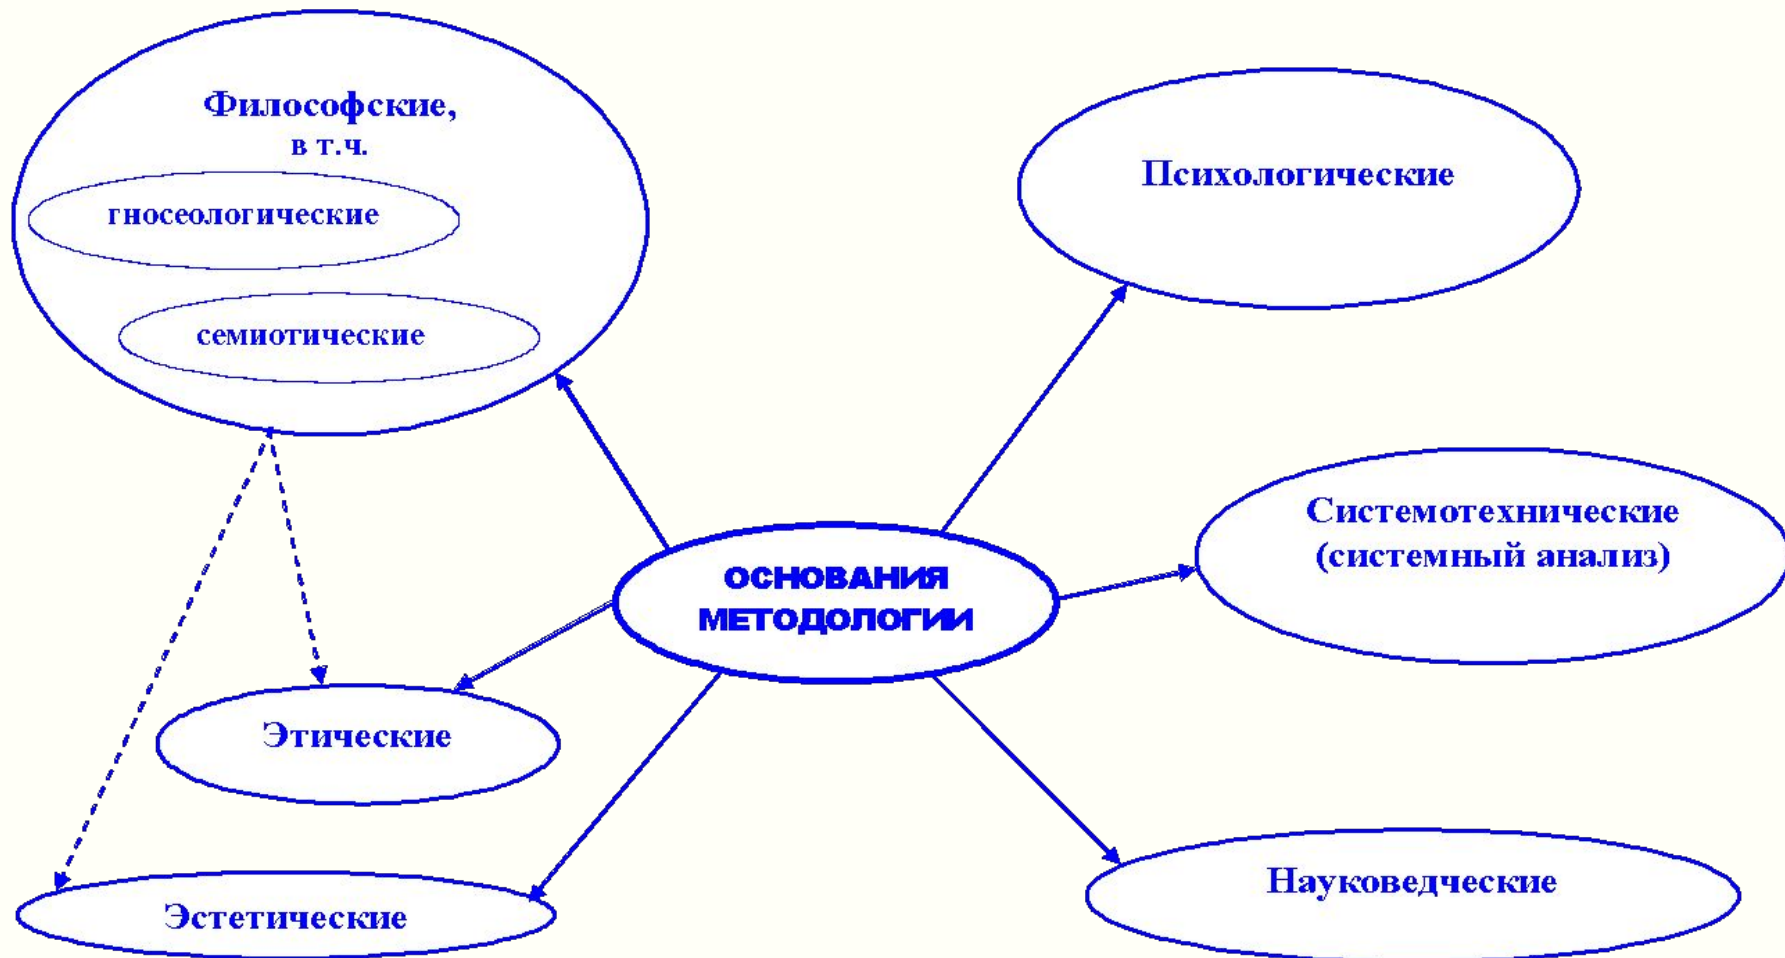 Философские,
в т.ч.
гносеологические
семиотические
Психологические
Системотехнические
(системный анализ)
ОСНОВАНИЯ
МЕТОДОЛОГИИ
Этические
Эстетические
Науковедческие